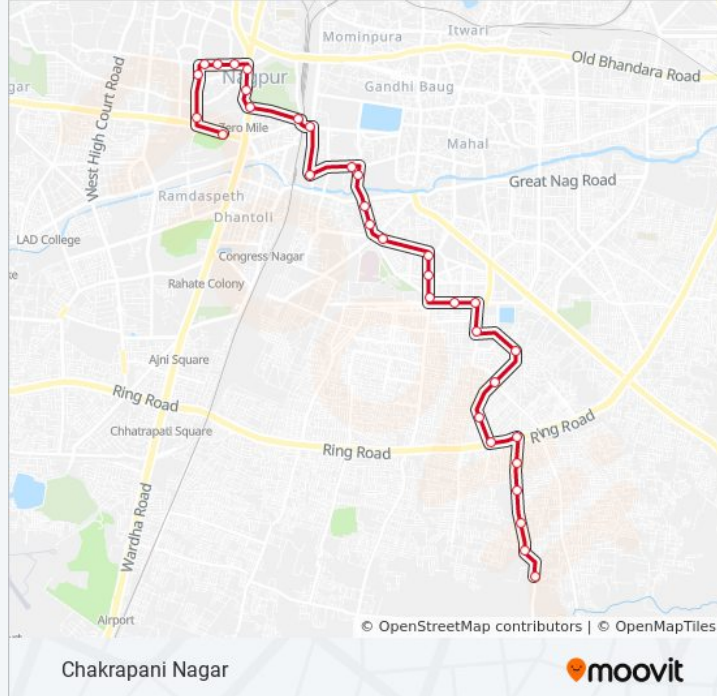 Mominpura
Itwari
Old Bhandara Road
Nagpur
gar
Gandhi Baug
West High Court Road
Zero Mile
Mahal
Great Nag Road
Ramdaspeth
Dhantoli
LAD College
Congress Nagar
ke
Rahate Colony
Ajni Square
Ring Road
Chhatrapati Square
Ring Road
Ring Road
Wardha Road
Airport
© OpenStreetMap contributors | © OpenMapTiles
Chakrapani Nagar
moovit